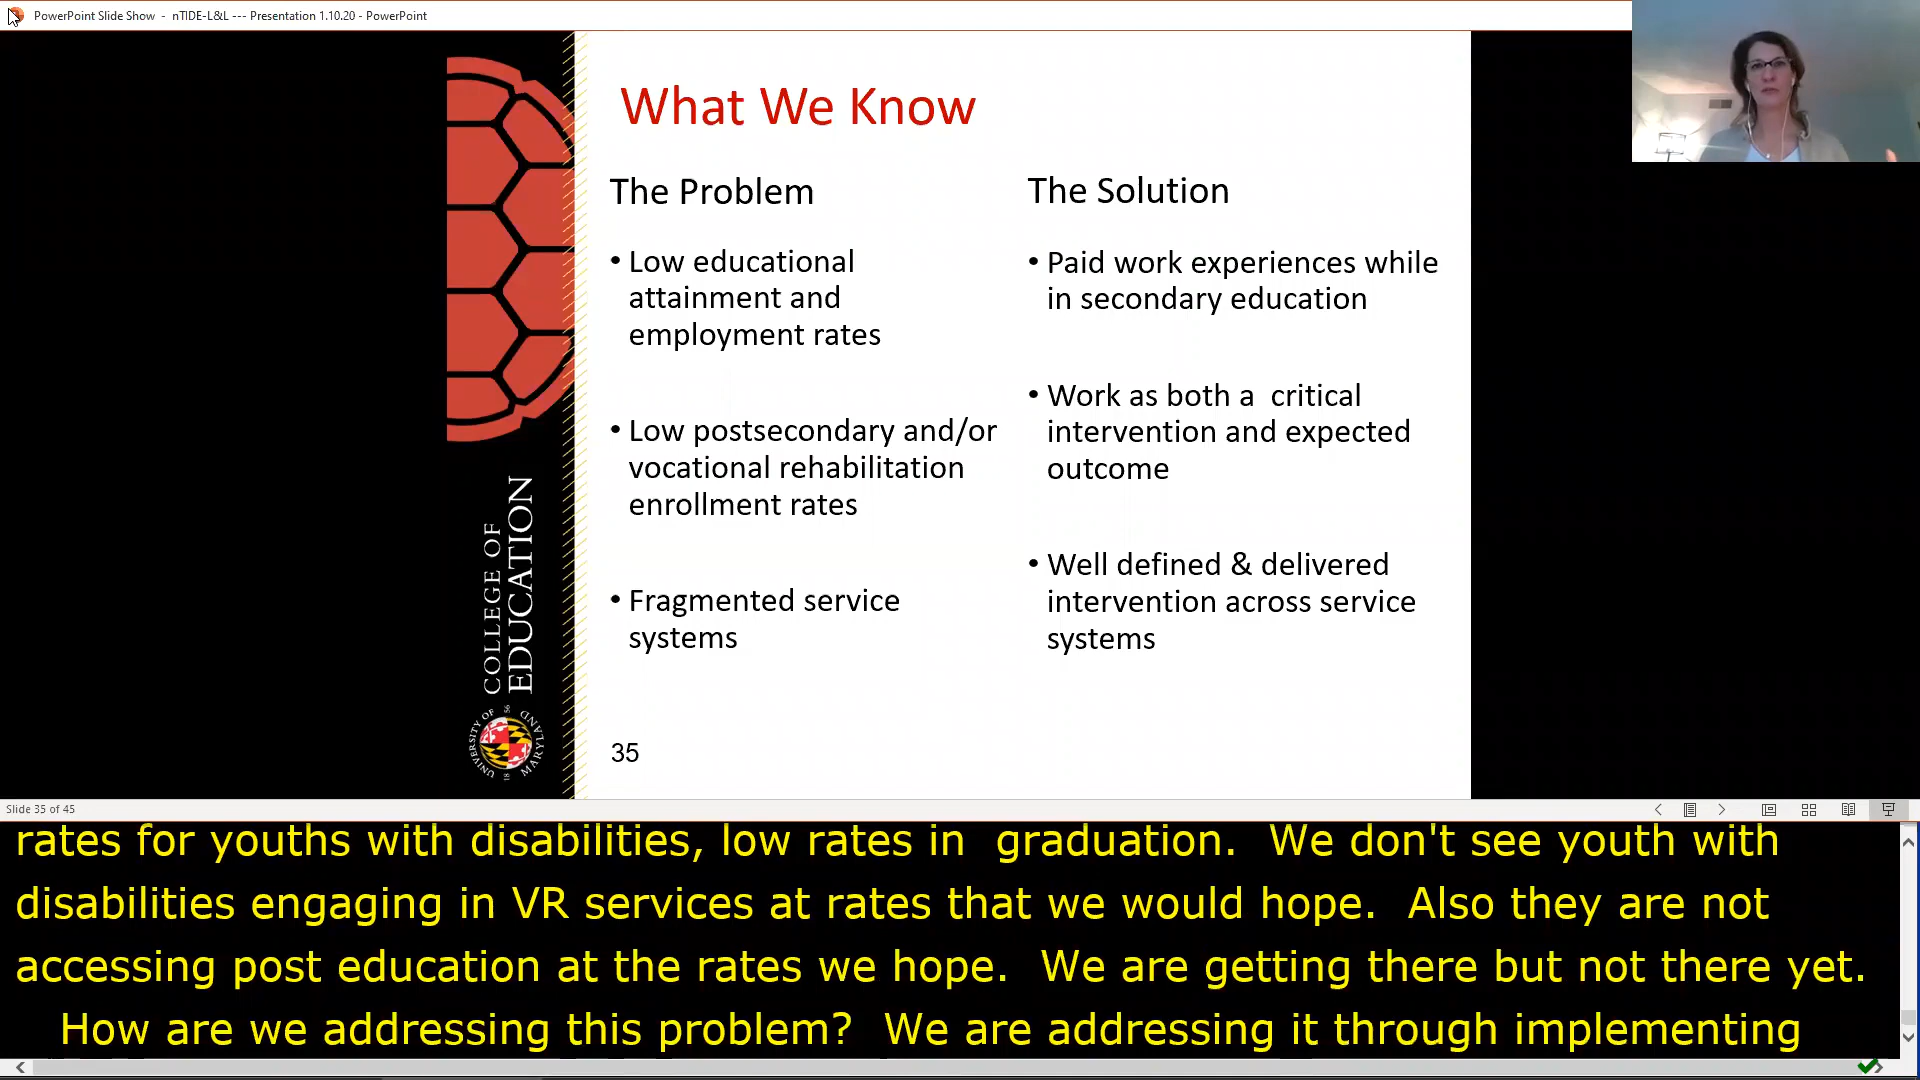 PowerPoint Slide Show - nTIDE-L&L --- Presentation 1.10.20 - PowerPoint
What We Know
The Problem
• Low educational
attainment and
employment rates
• Low postsecondary and/or
vocational rehabilitation
enrollment rates
• Fragmented service
systems
The Solution
• Paid work experiences while
in secondary education
• Work as both a critical
intervention and expected
outcome
• Well defined & delivered
intervention across service
systems
35
COLLEGE OF
EDUCATION
UNIVERSITY OF
MARYLAND
18 56
Slide 35 of 45
rates for youths with disabilities, low rates in graduation. We don't see youth with
disabilities engaging in VR services at rates that we would hope. Also they are not
accessing post education at the rates we hope. We are getting there but not there yet.
How are we addressing this problem? We are addressing it through implementing